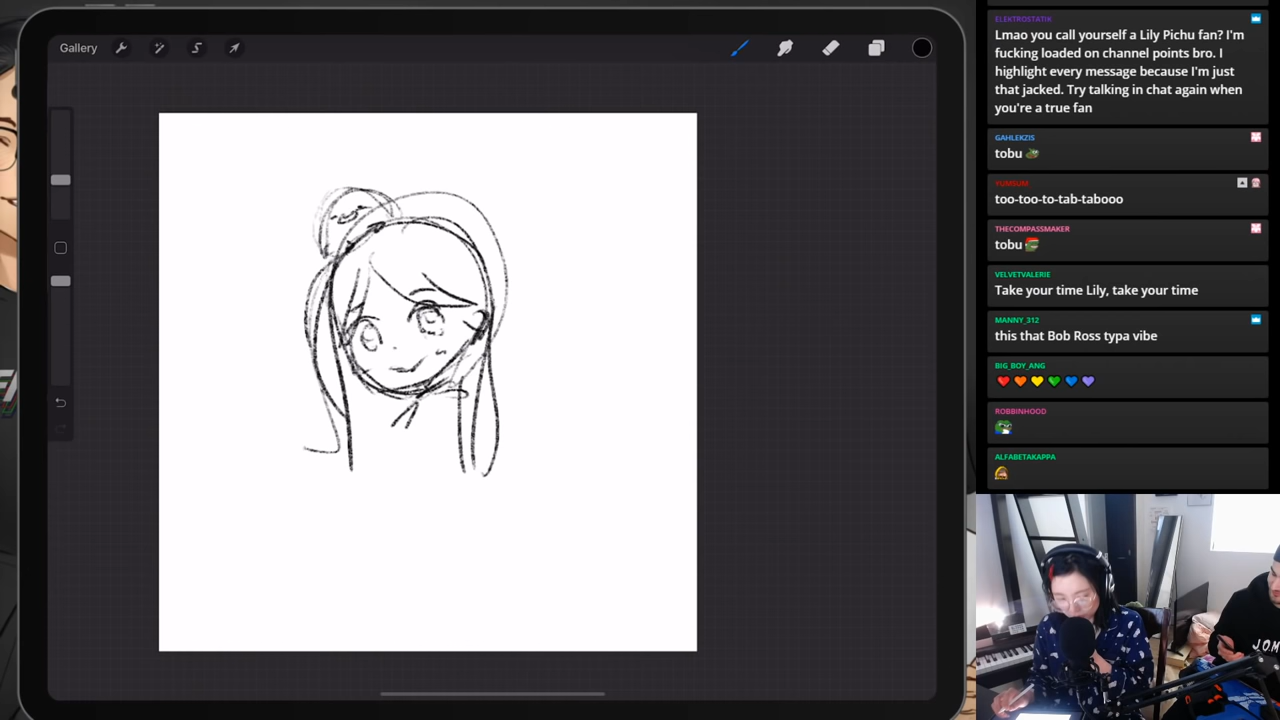 Gallery
ELEKTROSTATIK
Lmao you call yourself a Lily Pichu fan? I'm
fucking loaded on channel points bro. I
highlight every message because I'm just
that jacked. Try talking in chat again when
you're a true fan
GAHLEKZIS
tobu
YUMSUM
too-too-to-tab-tabooo
THECOMPASSMAKER
tobu
VELVETVALERIE
Take your time Lily, take your time
MANNY_312
this that Bob Ross typa vibe
BIG_BOY_ANG
ROBBINHOOD
ALFABETAKAPPA